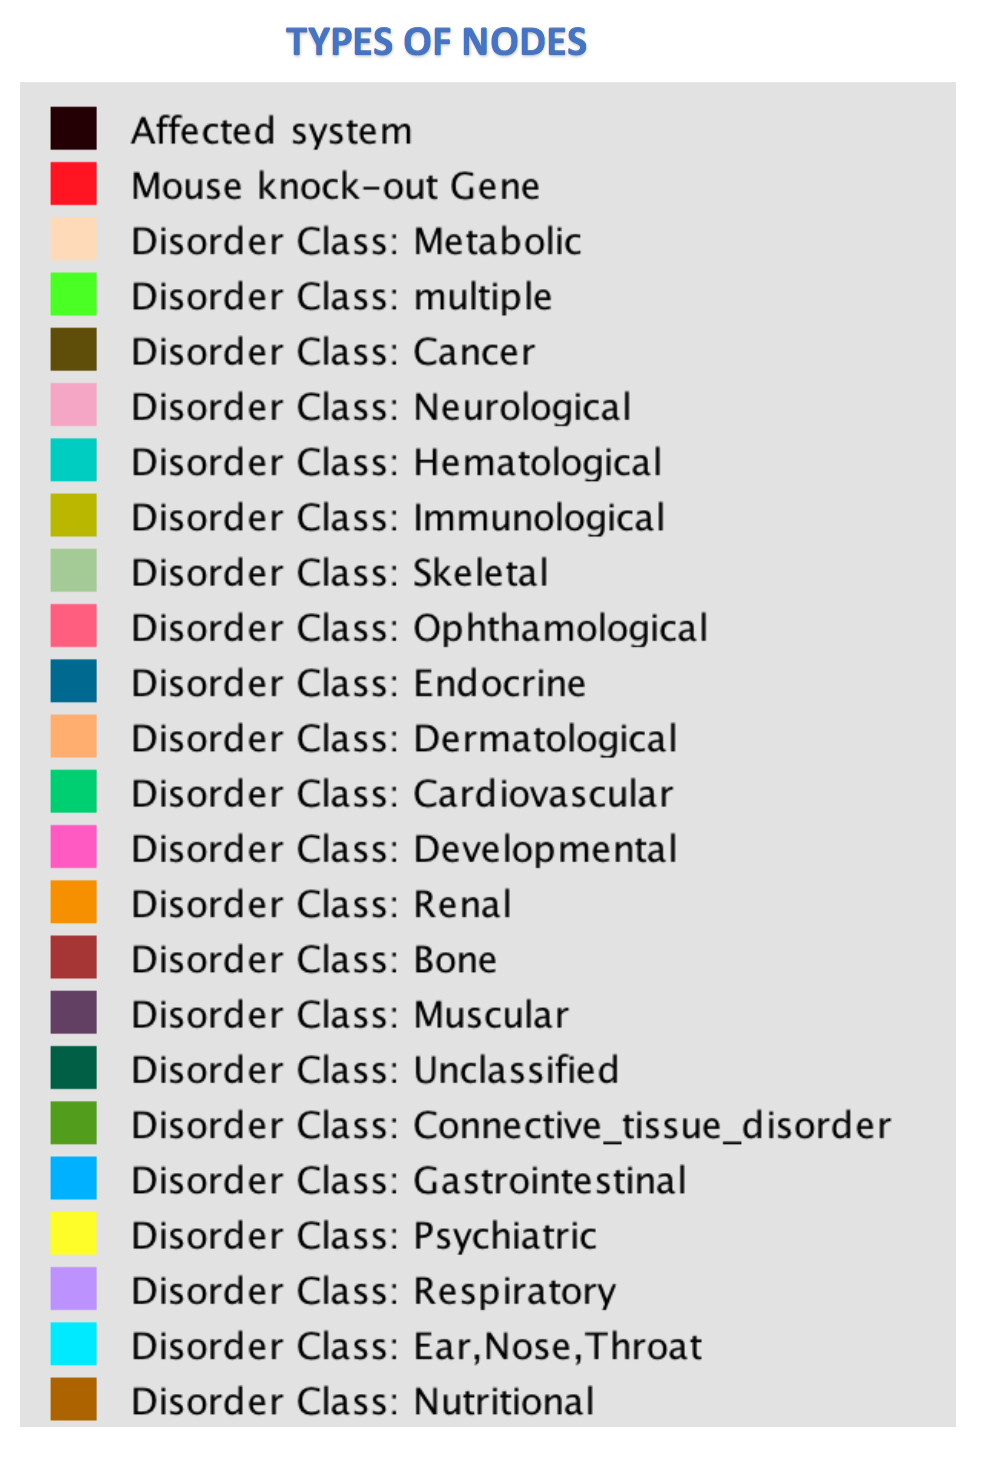 TYPES OF NODES
Affected system
Mouse knock-out Gene
Disorder Class: Metabolic
Disorder Class: multiple
Disorder Class: Cancer
Disorder Class: Neurological
Disorder Class: Hematological
Disorder Class: Immunological
Disorder Class: Skeletal
Disorder Class: Ophthamological
Disorder Class: Endocrine
Disorder Class: Dermatological
Disorder Class: Cardiovascular
Disorder Class: Developmental
Disorder Class: Renal
Disorder Class: Bone
Disorder Class: Muscular
Disorder Class: Unclassified
Disorder Class: Connective_tissue_disorder
Disorder Class: Gastrointestinal
Disorder Class: Psychiatric
Disorder Class: Respiratory
Disorder Class: Ear,Nose,Throat
Disorder Class: Nutritional